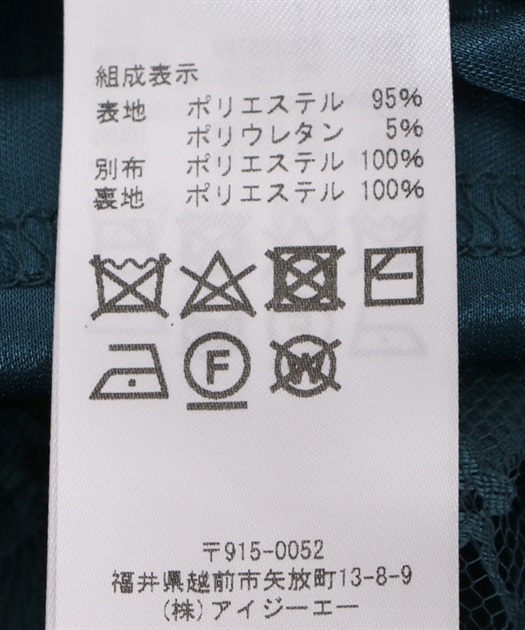 組成表示
表地 ポリエステル 95%
ポリウレタン 5%
別布 ポリエステル 100%
裏地 ポリエステル 100%
F W
〒915-0052
福井県越前市矢放町13-8-9
(株)アイジーエー